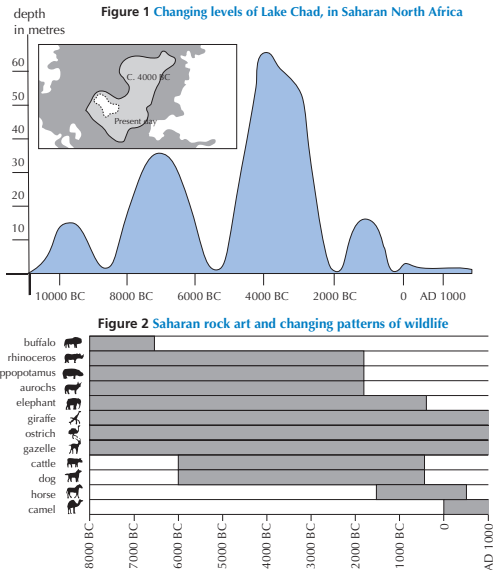 Figure 1 Changing levels of Lake Chad, in Saharan North Africa
depth
in metres
60
50
40
30
20
10
C. 4000 BC
Present day
10000 BC 8000 BC 6000 BC 4000 BC 2000 BC 0 AD 1000
Figure 2 Saharan rock art and changing patterns of wildlife
buffalo
rhinoceros
ppopotamus
aurochs
elephant
giraffe
ostrich
gazelle
cattle
dog
horse
camel
8000 BC 7000 BC 6000 BC 5000 BC 4000 BC 3000 BC 2000 BC 1000 BC 0 AD 1000